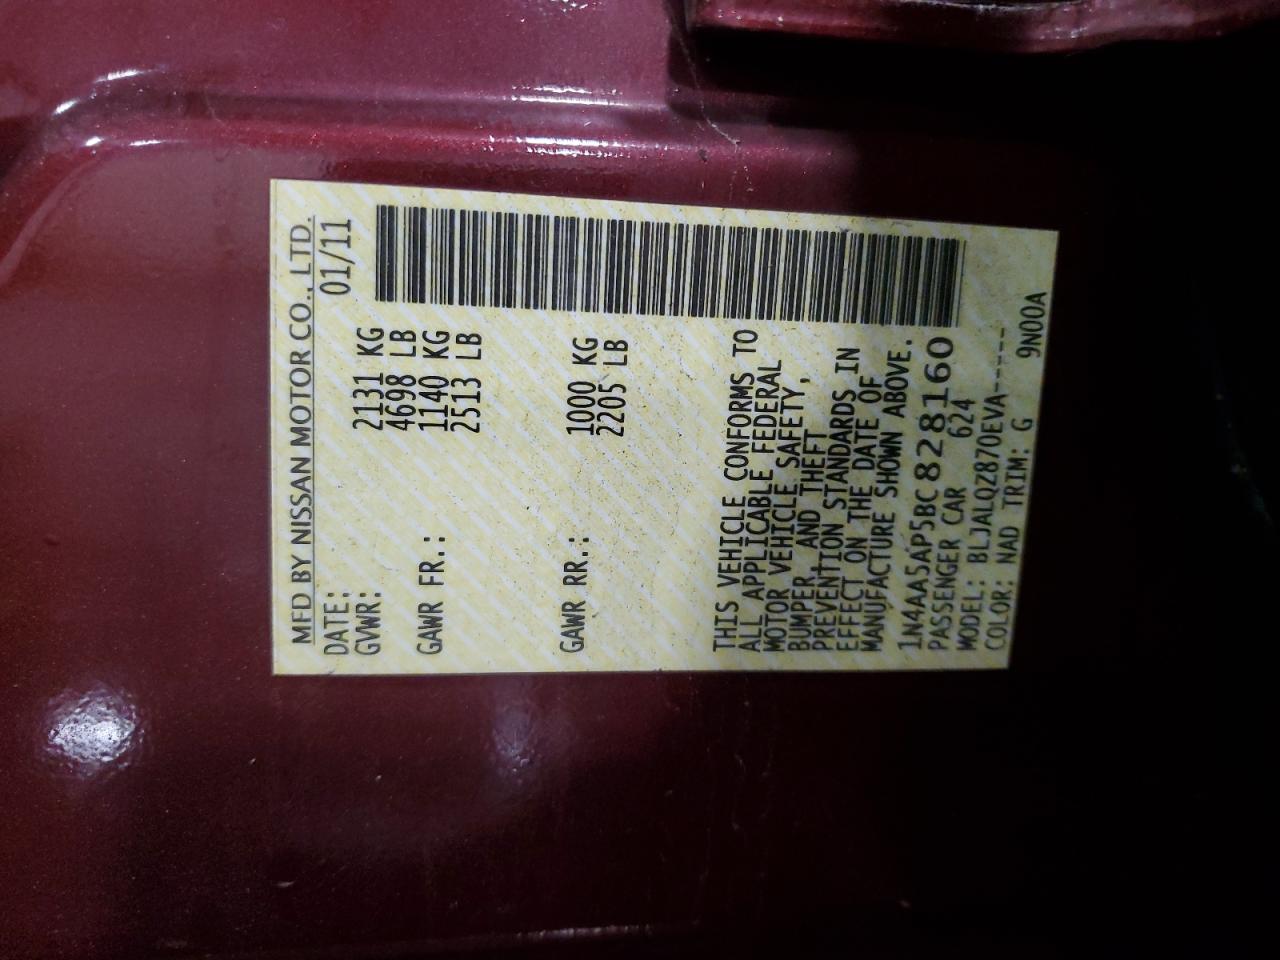 MFD BY NISSAN MOTOR CO., LTD.
DATE: 01/11
GVWR: 2131 KG
4698 LB
GAWR FR.: 1140 KG
2513 LB
GAWR RR.: 1000 KG
2205 LB
THIS VEHICLE CONFORMS TO
ALL APPLICABLE FEDERAL
MOTOR VEHICLE SAFETY,
BUMPER, AND THEFT
PREVENTION STANDARDS IN
EFFECT ON THE DATE OF
MANUFACTURE SHOWN ABOVE.
1N4AA5AP5BC828160
PASSENGER CAR 624
MODEL: BLJALQZ870EVA-----
COLOR: NAD TRIM: G 9N00A